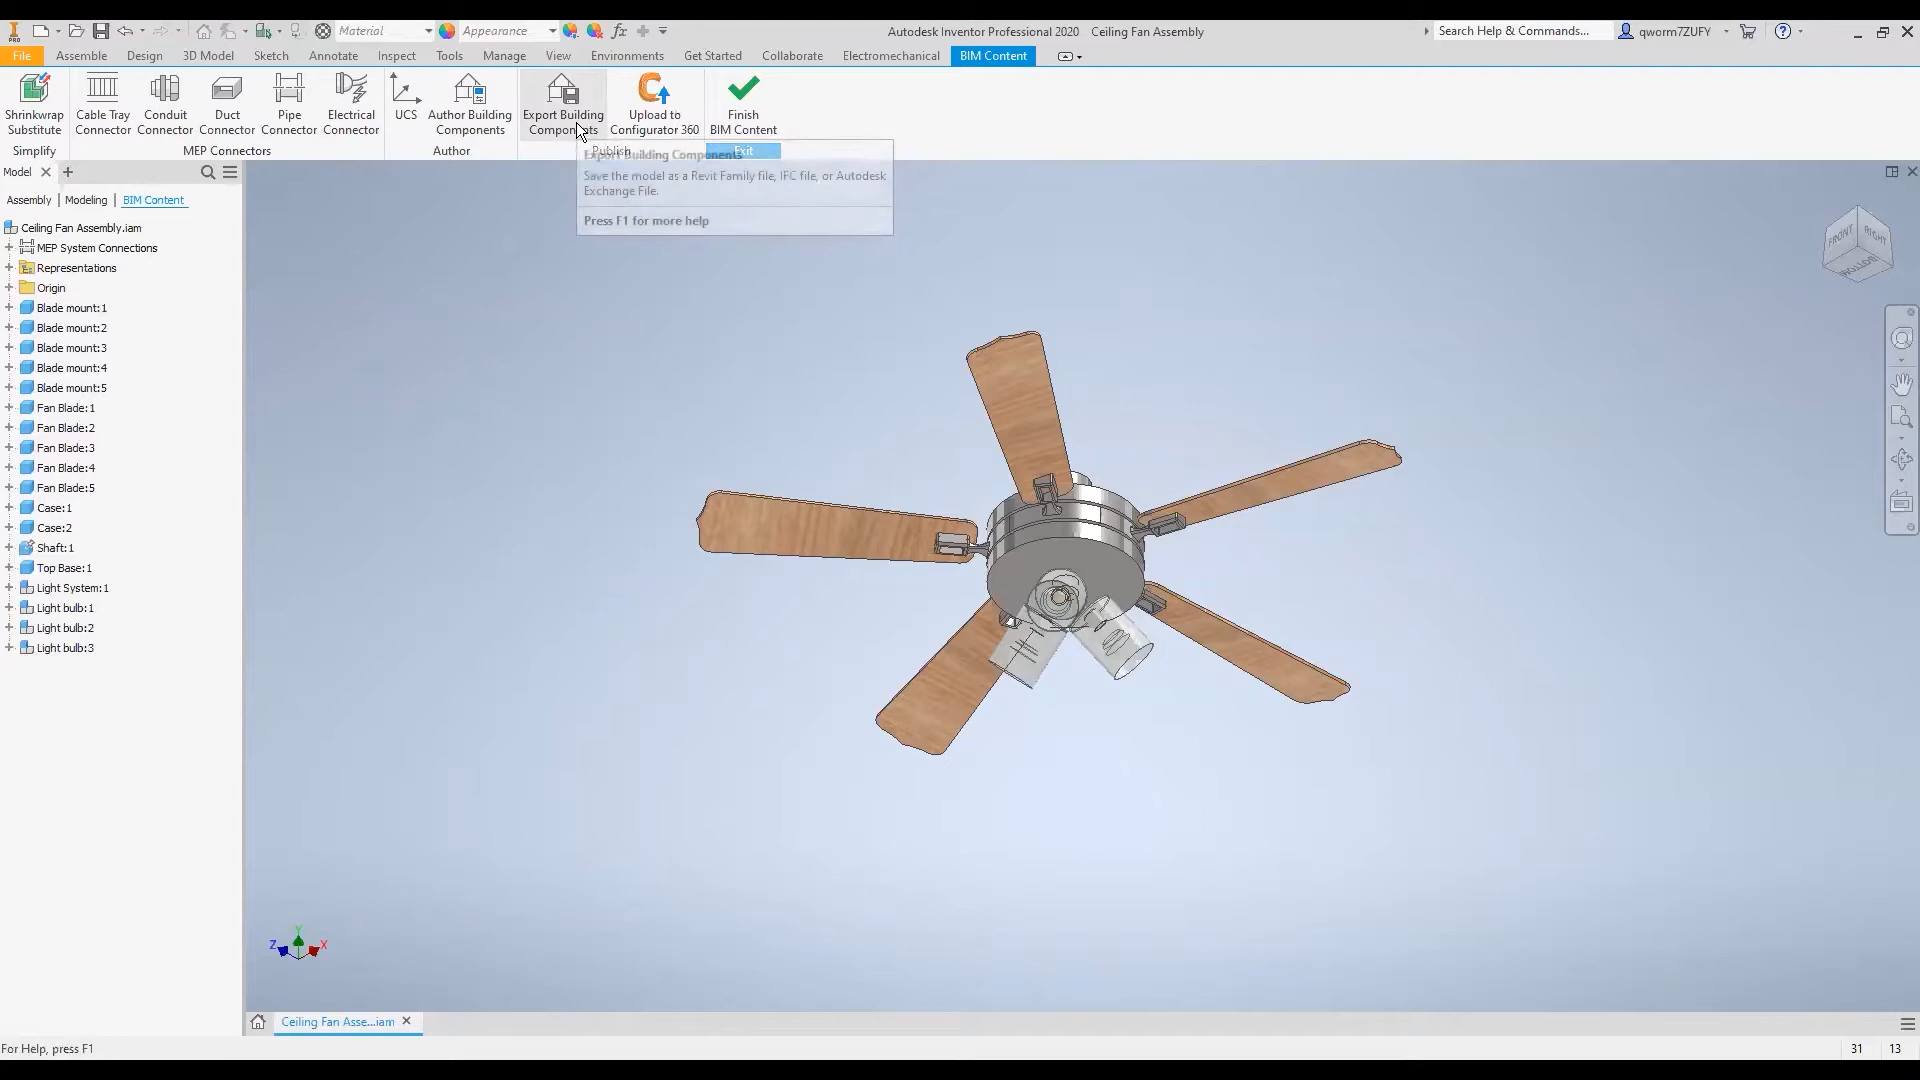 Material
Appearance
fx
Autodesk Inventor Professional 2020 Ceiling Fan Assembly
Search Help & Commands...
qworm7ZUFY
PRO
File Assemble Design 3D Model Sketch Annotate Inspect Tools Manage View Environments Get Started Collaborate Electromechanical BIM Content
Shrinkwrap Substitute
Cable Tray Connector
Conduit Connector
Duct Connector
Pipe Connector
Electrical Connector
UCS
Author Building Components
Export Building Components
Upload to Configurator 360
Finish BIM Content
Simplify
MEP Connectors
Author
Publish
Exit
Export Building Components
Save the model as a Revit Family file, IFC file, or Autodesk
Exchange File.
Press F1 for more help
Model
Assembly Modeling BIM Content
Ceiling Fan Assembly.iam
MEP System Connections
Representations
Origin
Blade mount:1
Blade mount:2
Blade mount:3
Blade mount:4
Blade mount:5
Fan Blade:1
Fan Blade:2
Fan Blade:3
Fan Blade:4
Fan Blade:5
Case:1
Case:2
Shaft:1
Top Base:1
Light System:1
Light bulb:1
Light bulb:2
Light bulb:3
FRONT
RIGHT
BOTTOM
Y
Z
X
Ceiling Fan Asse...iam
For Help, press F1
31
13